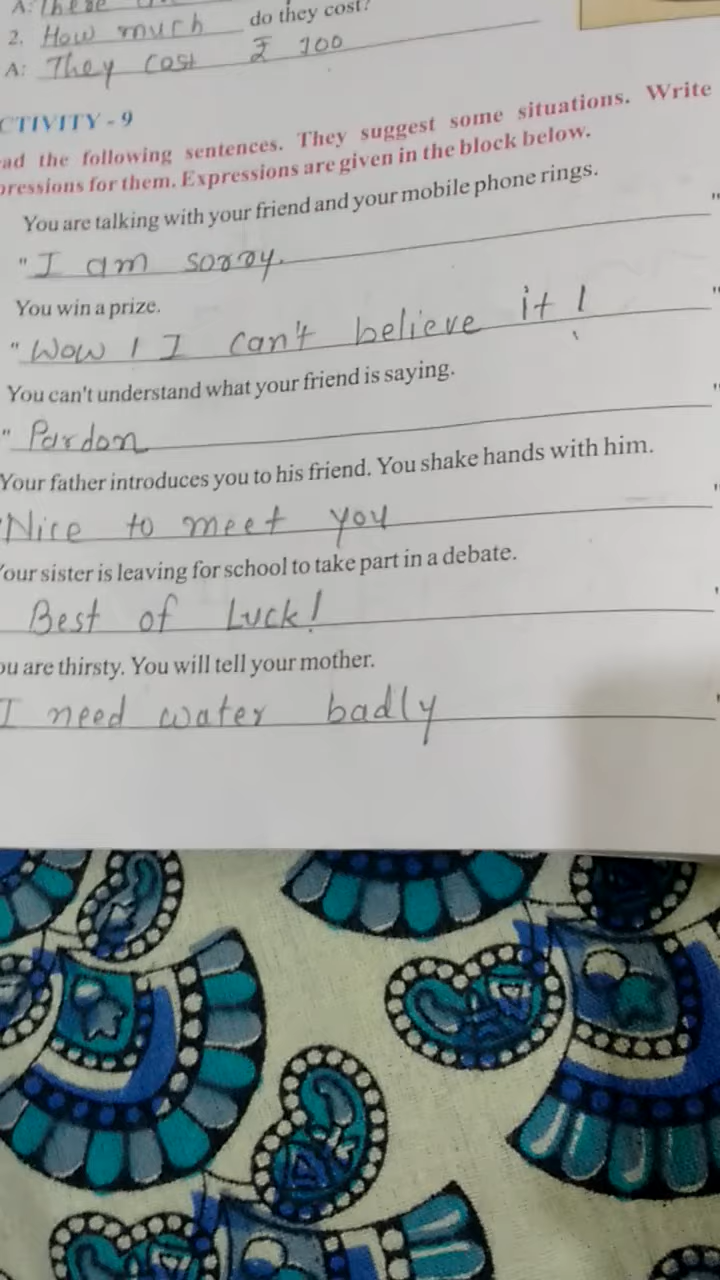 A: These
2. How much do they cost?
A: They cost ₹ 100
CTIVITY - 9
ad the following sentences. They suggest some situations. Write
pressions for them. Expressions are given in the block below.
You are talking with your friend and your mobile phone rings.
"I am sorry. "
You win a prize.
"Wow ! I can't believe it ! "
You can't understand what your friend is saying.
" Pardon "
Your father introduces you to his friend. You shake hands with him.
"Nice to meet you "
Your sister is leaving for school to take part in a debate.
Best of Luck! "
ou are thirsty. You will tell your mother.
I need water badly "